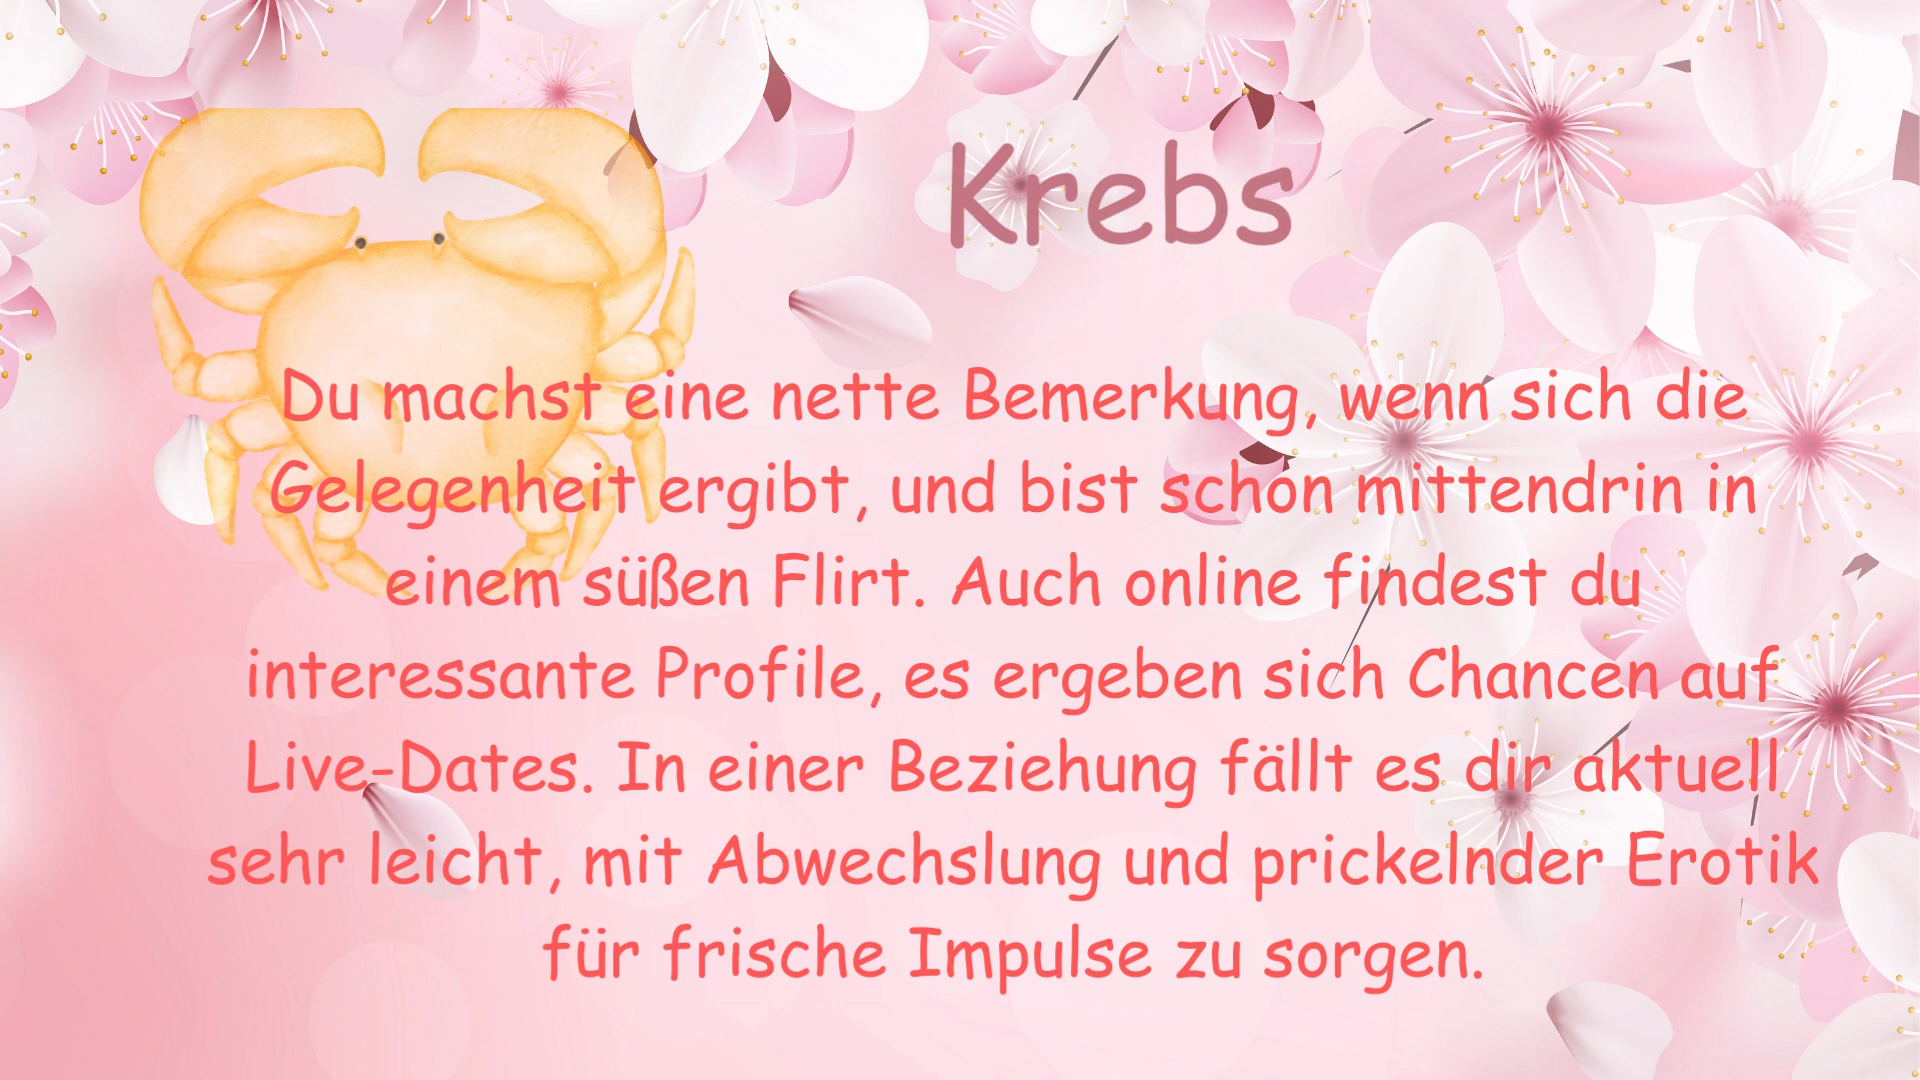 Krebs
Du machst eine nette Bemerkung, wenn sich die
Gelegenheit ergibt, und bist schon mittendrin in
einem süßen Flirt. Auch online findest du
interessante Profile, es ergeben sich Chancen auf
Live-Dates. In einer Beziehung fällt es dir aktuell
sehr leicht, mit Abwechslung und prickelnder Erotik
für frische Impulse zu sorgen.